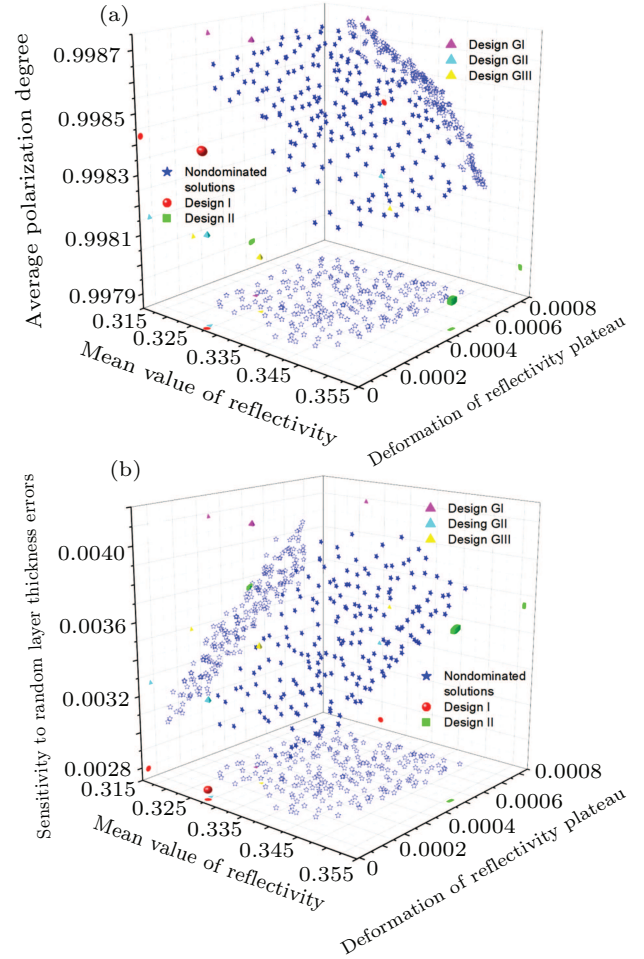 (a)
Average polarization degree
0.9987
0.9985
0.9983
0.9981
0.9979
Design GI
Design GII
Design GIII
Nondominated
solutions
Design I
Design II
0.315
0.325
0.335
0.345
0.355
Mean value of reflectivity
0
0.0002
0.0004
0.0006
0.0008
Deformation of reflectivity plateau
(b)
Sensitivity to random layer thickness errors
0.0040
0.0036
0.0032
0.0028
Design GI
Desing GII
Design GIII
Nondominated
solutions
Design I
Design II
0.315
0.325
0.335
0.345
0.355
Mean value of reflectivity
0
0.0002
0.0004
0.0006
0.0008
Deformation of reflectivity plateau